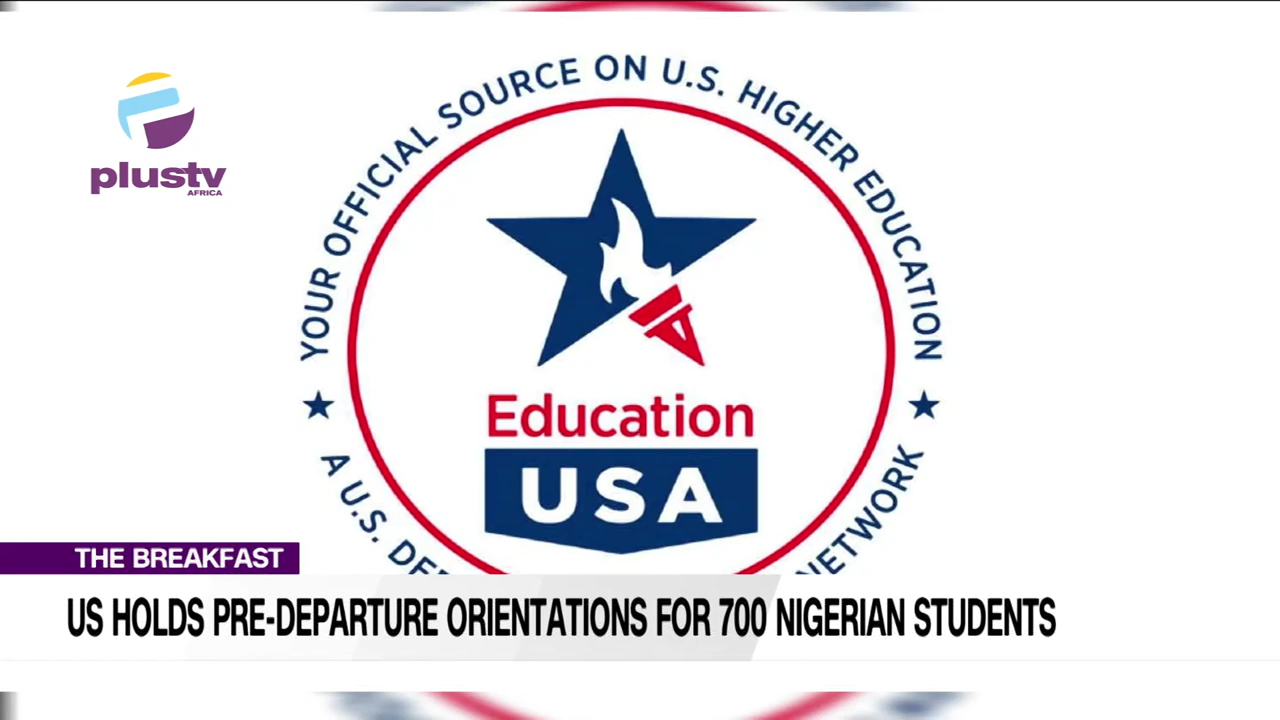 plustv
AFRICA
YOUR OFFICIAL SOURCE ON U.S. HIGHER EDUCATION
Education
USA
A U.S.
NETWORK
THE BREAKFAST
US HOLDS PRE-DEPARTURE ORIENTATIONS FOR 700 NIGERIAN STUDENTS